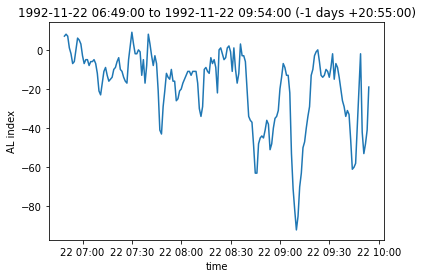 1992-11-22 06:49:00 to 1992-11-22 09:54:00 (-1 days +20:55:00)
AL index
0
−20
−40
−60
−80
22 07:00 22 07:30 22 08:00 22 08:30 22 09:00 22 09:30 22 10:00
time